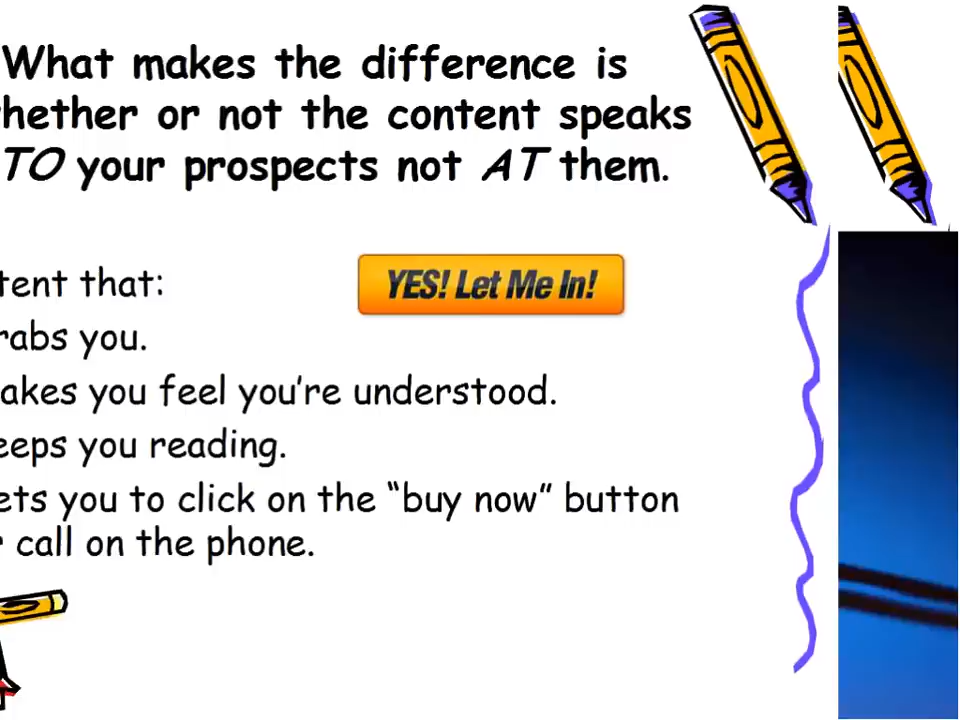 What makes the difference is
hether or not the content speaks
TO your prospects not AT them.
YES! Let Me In!
tent that:
rabs you.
akes you feel you’re understood.
eeps you reading.
ets you to click on the “buy now” button
r call on the phone.